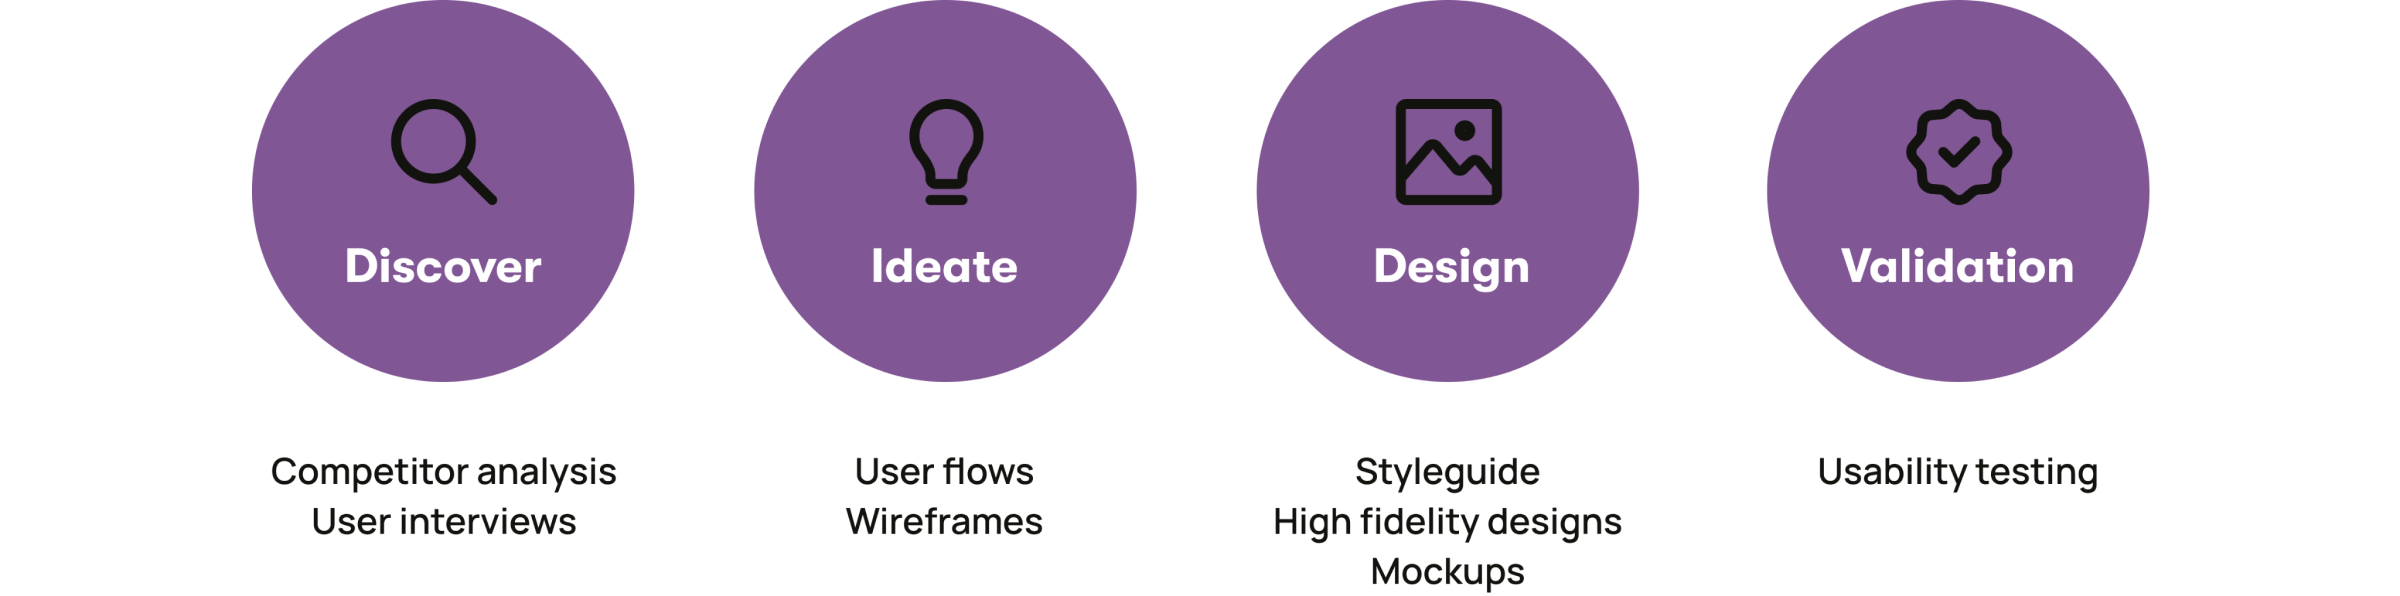 Discover
Ideate
Design
Validation
Competitor analysis
User interviews
User flows
Wireframes
Styleguide
High fidelity designs
Mockups
Usability testing